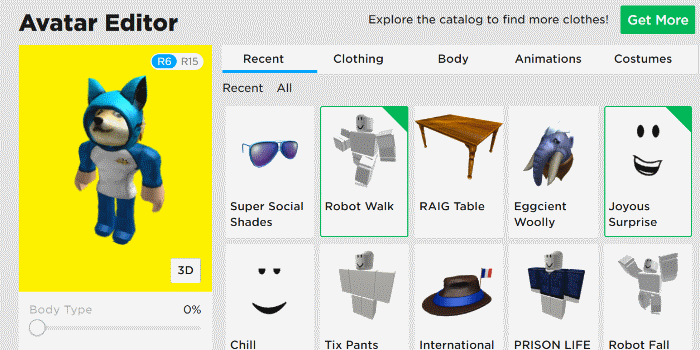 Avatar Editor
Explore the catalog to find more clothes!
Get More
R6 R15
3D
Body Type 0%
Recent Clothing Body Animations Costumes
Recent All
Super Social Shades
Robot Walk
RAIG Table
Eggcient Woolly
Joyous Surprise
Chill
Tix Pants
International
PRISON LIFE
Robot Fall